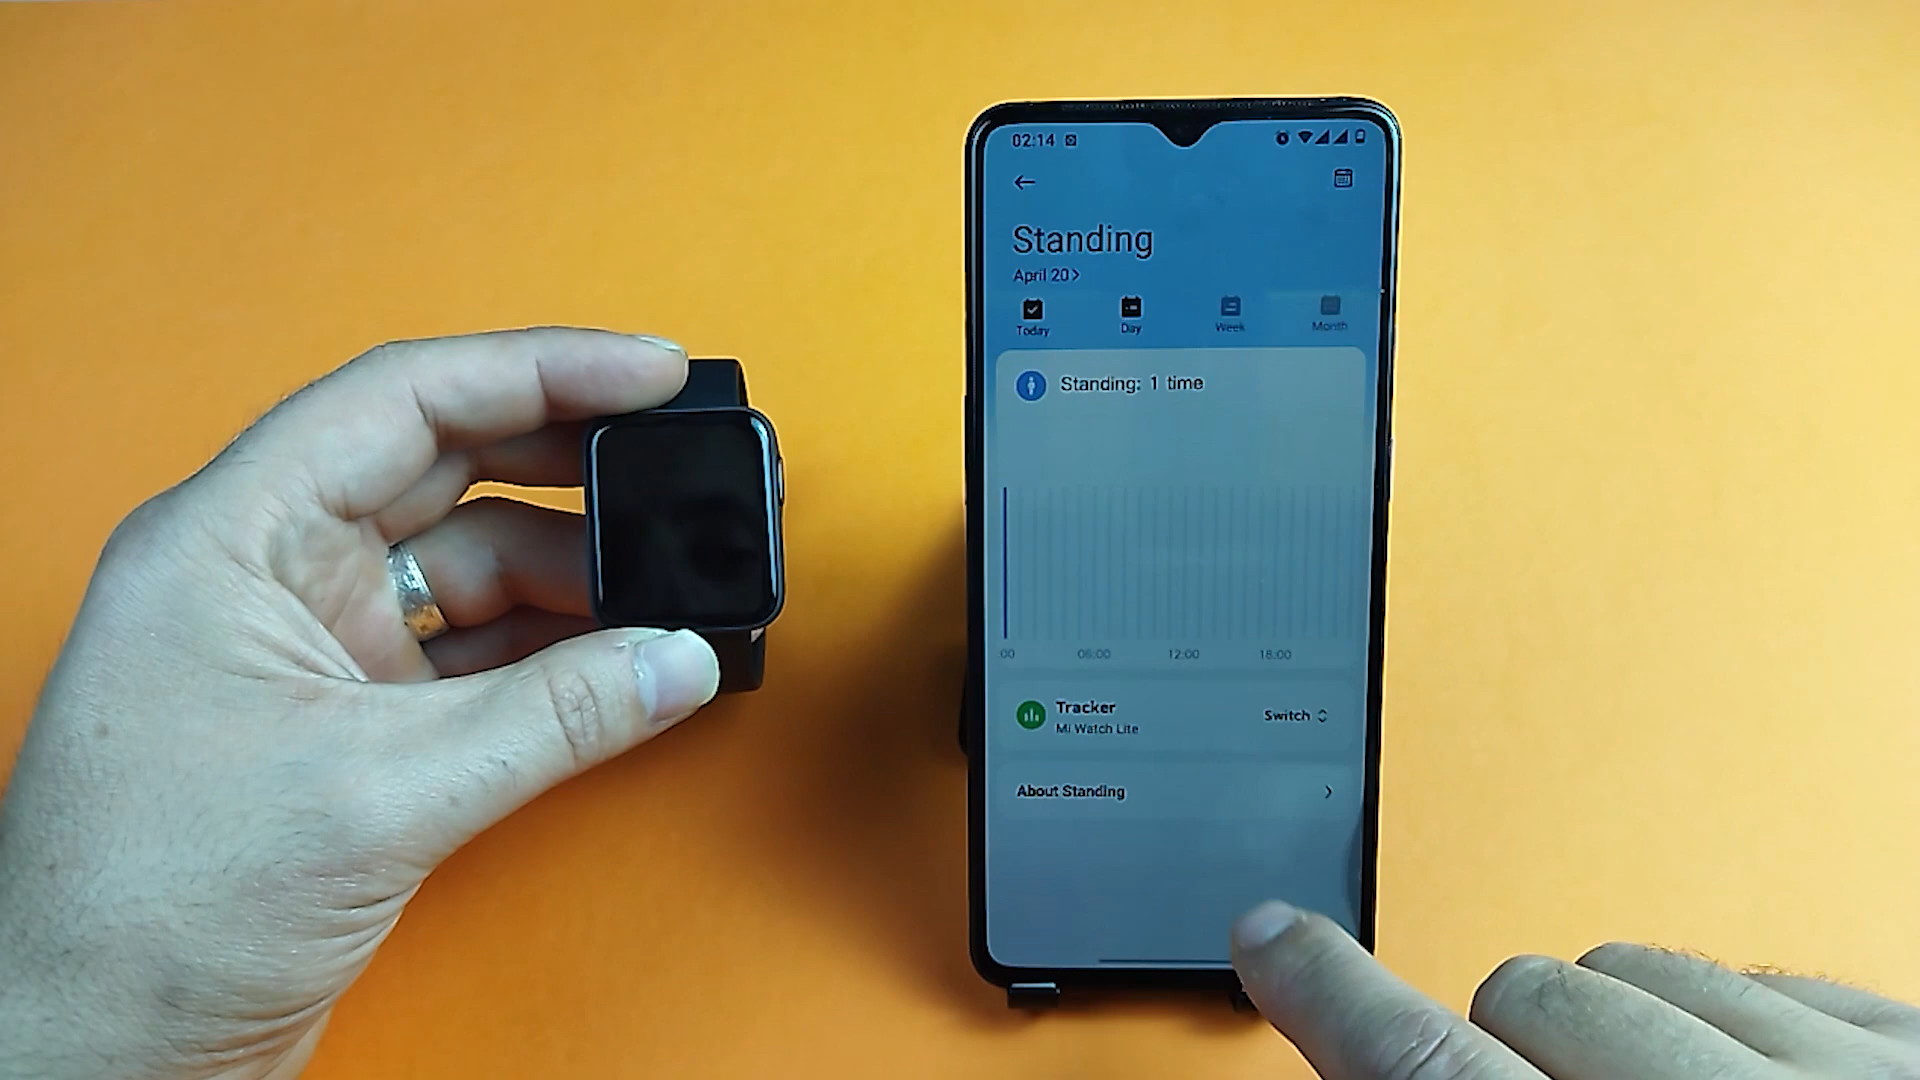 02:14
Standing
April 20>
Today Day Week Month
Standing: 1 time
:00 06:00 12:00 18:00
Tracker
Mi Watch Lite
Switch
About Standing